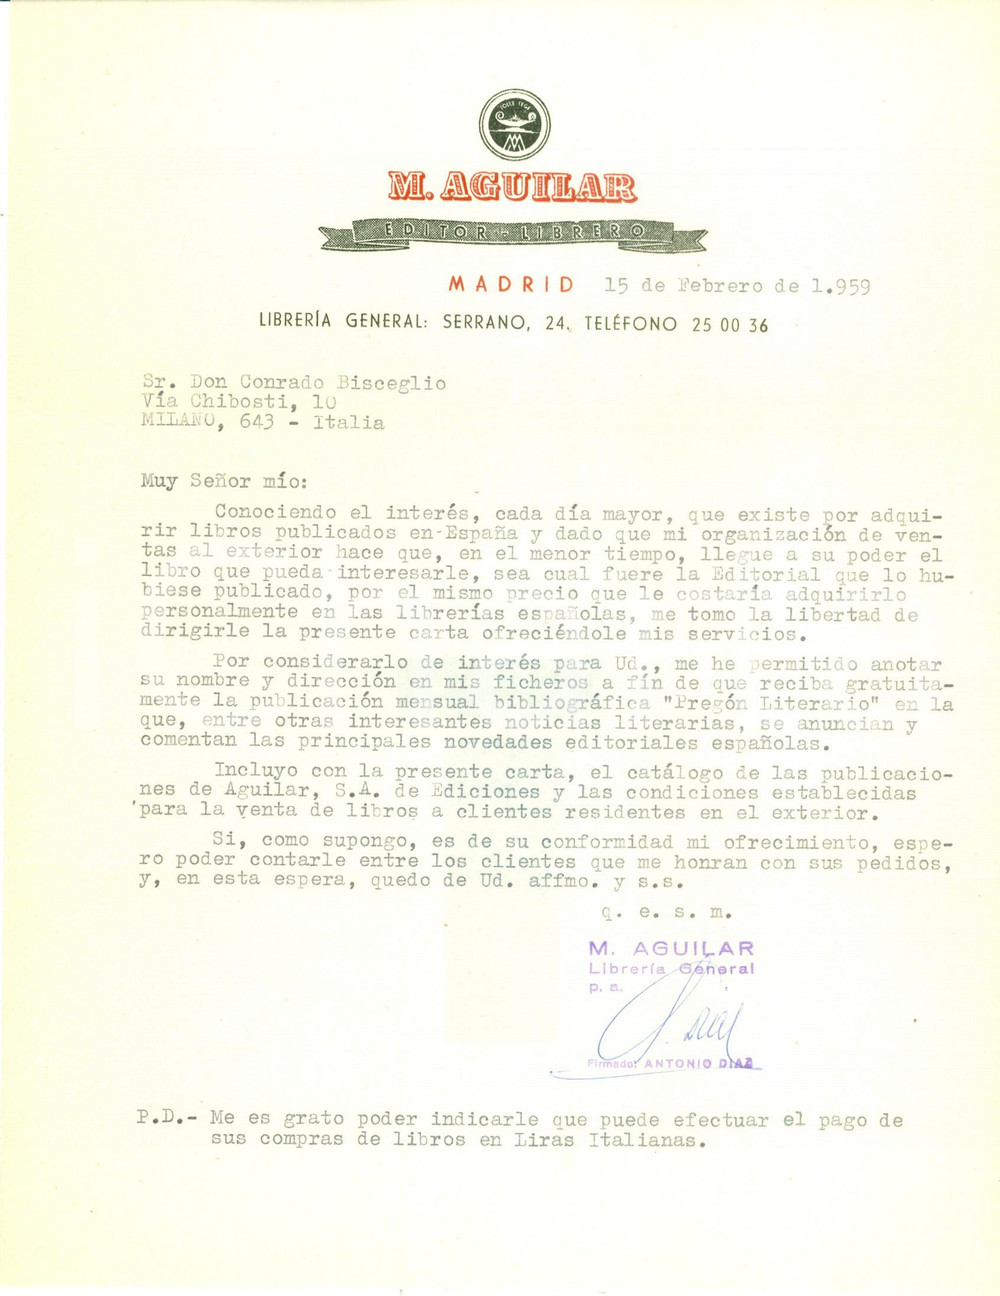 TOLLE LEGE
M. AGUILAR
EDITOR - LIBRERO
MADRID 15 de Febrero de 1.959
LIBRERÍA GENERAL: SERRANO, 24. TELÉFONO 25 00 36
Sr. Don Conrado Bisceglio
Vía Chibosti, 10
MILANO, 643 - Italia
Muy Señor mío:
Conociendo el interés, cada día mayor, que existe por adqui-
rir libros publicados en-España y dado que mi organización de ven-
tas al exterior hace que, en el menor tiempo, llegue a su poder el
libro que pueda interesarle, sea cual fuere la Editorial que lo hu-
biese publicado, por el mismo precio que le costaría adquirirlo
personalmente en las librerías españolas, me tomo la libertad de
dirigirle la presente carta ofreciéndole mis servicios.
Por considerarlo de interés para Ud., me he permitido anotar
su nombre y dirección en mis ficheros a fín de que reciba gratuita-
mente la publicación mensual bibliográfica "Pregón Literario" en la
que, entre otras interesantes noticias literarias, se anuncian y
comentan las principales novedades editoriales españolas.
Incluyo con la presente carta, el catálogo de las publicacio-
nes de Aguilar, S.A. de Ediciones y las condiciones establecidas
para la venta de libros a clientes residentes en el exterior.
Si, como supongo, es de su conformidad mi ofrecimiento, espe-
ro poder contarle entre los clientes que me honran con sus pedidos,
y, en esta espera, quedo de Ud. affmo. y s.s.
q. e. s. m.
M. AGUILAR
Librería General
p. a.
Firmado: ANTONIO DIAZ
P.D.- Me es grato poder indicarle que puede efectuar el pago de
sus compras de libros en Liras Italianas.